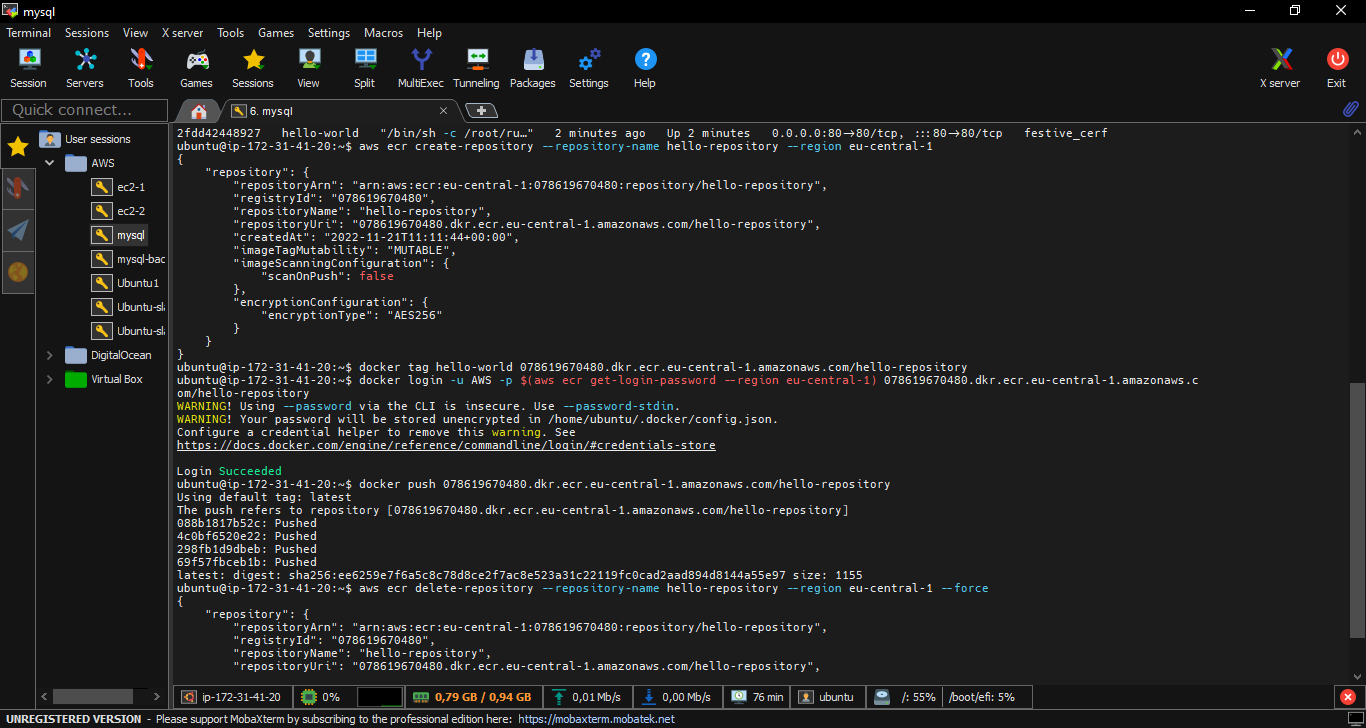 mysql
Terminal Sessions View X server Tools Games Settings Macros Help
Session Servers Tools Games Sessions View Split MultiExec Tunneling Packages Settings Help X server Exit
Quick connect...
6. mysql
User sessions
AWS
ec2-1
ec2-2
mysql
mysql-bac
Ubuntu1
Ubuntu-sla
Ubuntu-sla
DigitalOcean
Virtual Box
2fdd42448927 hello-world "/bin/sh -c /root/ru…" 2 minutes ago Up 2 minutes 0.0.0.0:80->80/tcp, :::80->80/tcp festive_cerf
ubuntu@ip-172-31-41-20:~$ aws ecr create-repository --repository-name hello-repository --region eu-central-1
{
"repository": {
"repositoryArn": "arn:aws:ecr:eu-central-1:078619670480:repository/hello-repository",
"registryId": "078619670480",
"repositoryName": "hello-repository",
"repositoryUri": "078619670480.dkr.ecr.eu-central-1.amazonaws.com/hello-repository",
"createdAt": "2022-11-21T11:11:44+00:00",
"imageTagMutability": "MUTABLE",
"imageScanningConfiguration": {
"scanOnPush": false
},
"encryptionConfiguration": {
"encryptionType": "AES256"
}
}
}
ubuntu@ip-172-31-41-20:~$ docker tag hello-world 078619670480.dkr.ecr.eu-central-1.amazonaws.com/hello-repository
ubuntu@ip-172-31-41-20:~$ docker login -u AWS -p $(aws ecr get-login-password --region eu-central-1) 078619670480.dkr.ecr.eu-central-1.amazonaws.c
om/hello-repository
WARNING! Using --password via the CLI is insecure. Use --password-stdin.
WARNING! Your password will be stored unencrypted in /home/ubuntu/.docker/config.json.
Configure a credential helper to remove this warning. See
https://docs.docker.com/engine/reference/commandline/login/#credentials-store
Login Succeeded
ubuntu@ip-172-31-41-20:~$ docker push 078619670480.dkr.ecr.eu-central-1.amazonaws.com/hello-repository
Using default tag: latest
The push refers to repository [078619670480.dkr.ecr.eu-central-1.amazonaws.com/hello-repository]
088b1817b52c: Pushed
4c0bf6520e22: Pushed
298fb1d9dbeb: Pushed
69f57fbceb1b: Pushed
latest: digest: sha256:ee6259e7f6a5c8c78d8ce2f7ac8e523a31c22119fc0cad2aad894d8144a55e97 size: 1155
ubuntu@ip-172-31-41-20:~$ aws ecr delete-repository --repository-name hello-repository --region eu-central-1 --force
{
"repository": {
"repositoryArn": "arn:aws:ecr:eu-central-1:078619670480:repository/hello-repository",
"registryId": "078619670480",
"repositoryName": "hello-repository",
"repositoryUri": "078619670480.dkr.ecr.eu-central-1.amazonaws.com/hello-repository",
ip-172-31-41-20 0% 0,79 GB / 0,94 GB 0,01 Mb/s 0,00 Mb/s 76 min ubuntu /: 55% /boot/efi: 5%
UNREGISTERED VERSION - Please support MobaXterm by subscribing to the professional edition here: https://mobaxterm.mobatek.net